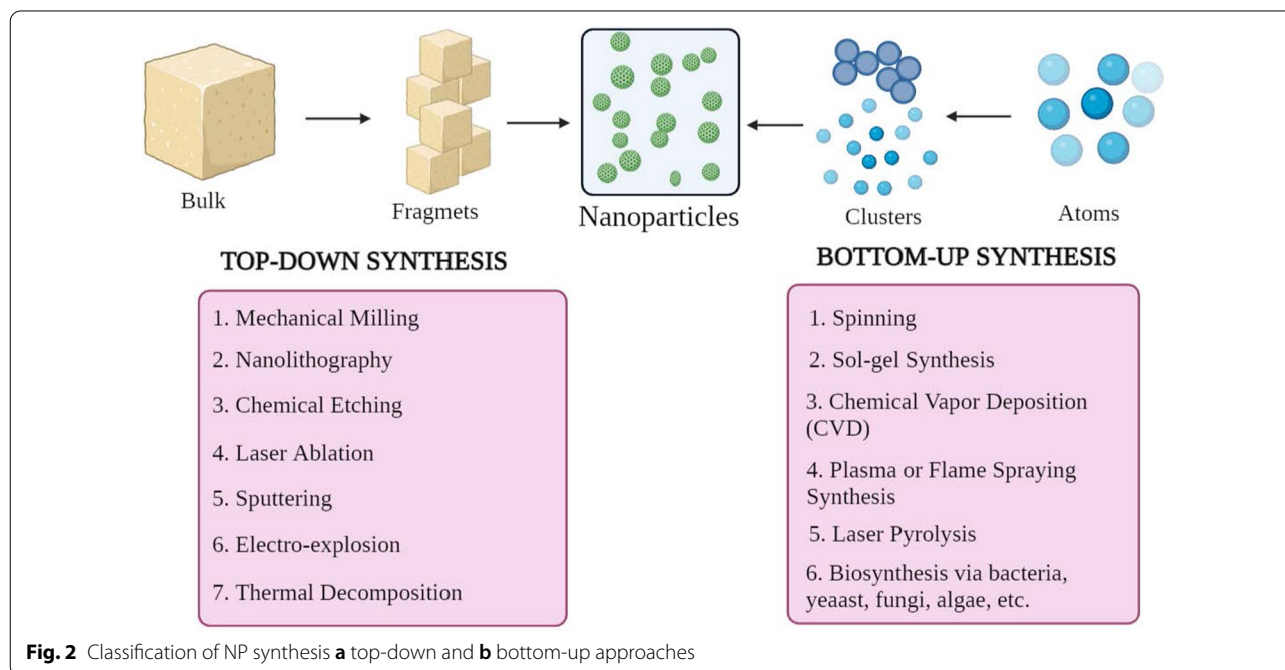 Bulk
Fragmets
Nanoparticles
Clusters
Atoms
TOP-DOWN SYNTHESIS
1. Mechanical Milling
2. Nanolithography
3. Chemical Etching
4. Laser Ablation
5. Sputtering
6. Electro-explosion
7. Thermal Decomposition
BOTTOM-UP SYNTHESIS
1. Spinning
2. Sol-gel Synthesis
3. Chemical Vapor Deposition
(CVD)
4. Plasma or Flame Spraying
Synthesis
5. Laser Pyrolysis
6. Biosynthesis via bacteria,
yeaast, fungi, algae, etc.
Fig. 2 Classification of NP synthesis a top-down and b bottom-up approaches